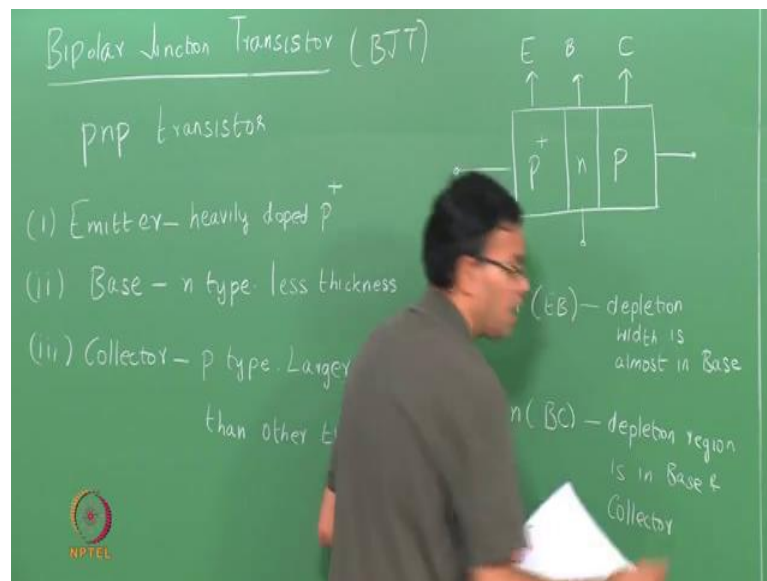 Bipolar Junction Transistor (BJT)
pnp transistor
(i) Emitter - heavily doped p+
(ii) Base - n type. less thickness
(iii) Collector - p type. Larger
than other
E B C
p+ n p
(EB) - depletion
width is
almost in Base
n (BC) - depletion region
is in Base &
Collector
NPTEL